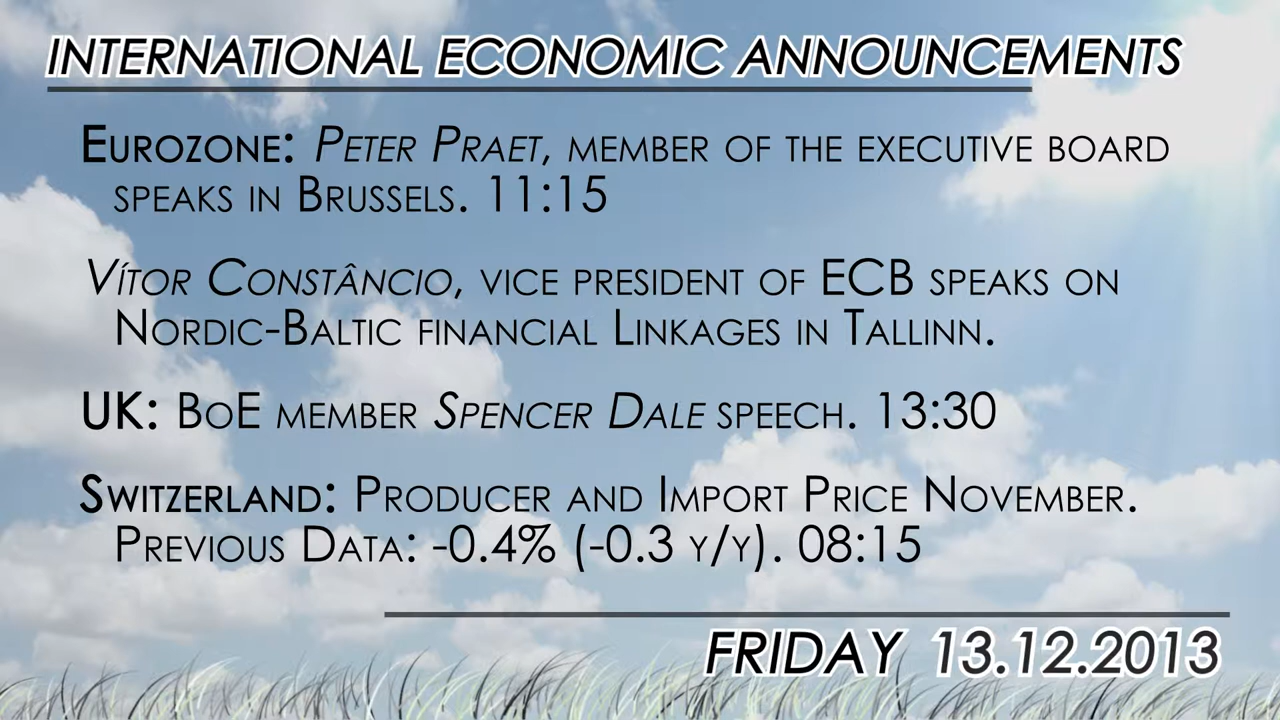 INTERNATIONAL ECONOMIC ANNOUNCEMENTS
EUROZONE: PETER PRAET, MEMBER OF THE EXECUTIVE BOARD
SPEAKS IN BRUSSELS. 11:15
VÍTOR CONSTÂNCIO, VICE PRESIDENT OF ECB SPEAKS ON
NORDIC-BALTIC FINANCIAL LINKAGES IN TALLINN.
UK: BOE MEMBER SPENCER DALE SPEECH. 13:30
SWITZERLAND: PRODUCER AND IMPORT PRICE NOVEMBER.
PREVIOUS DATA: -0.4% (-0.3 Y/Y). 08:15
FRIDAY 13.12.2013